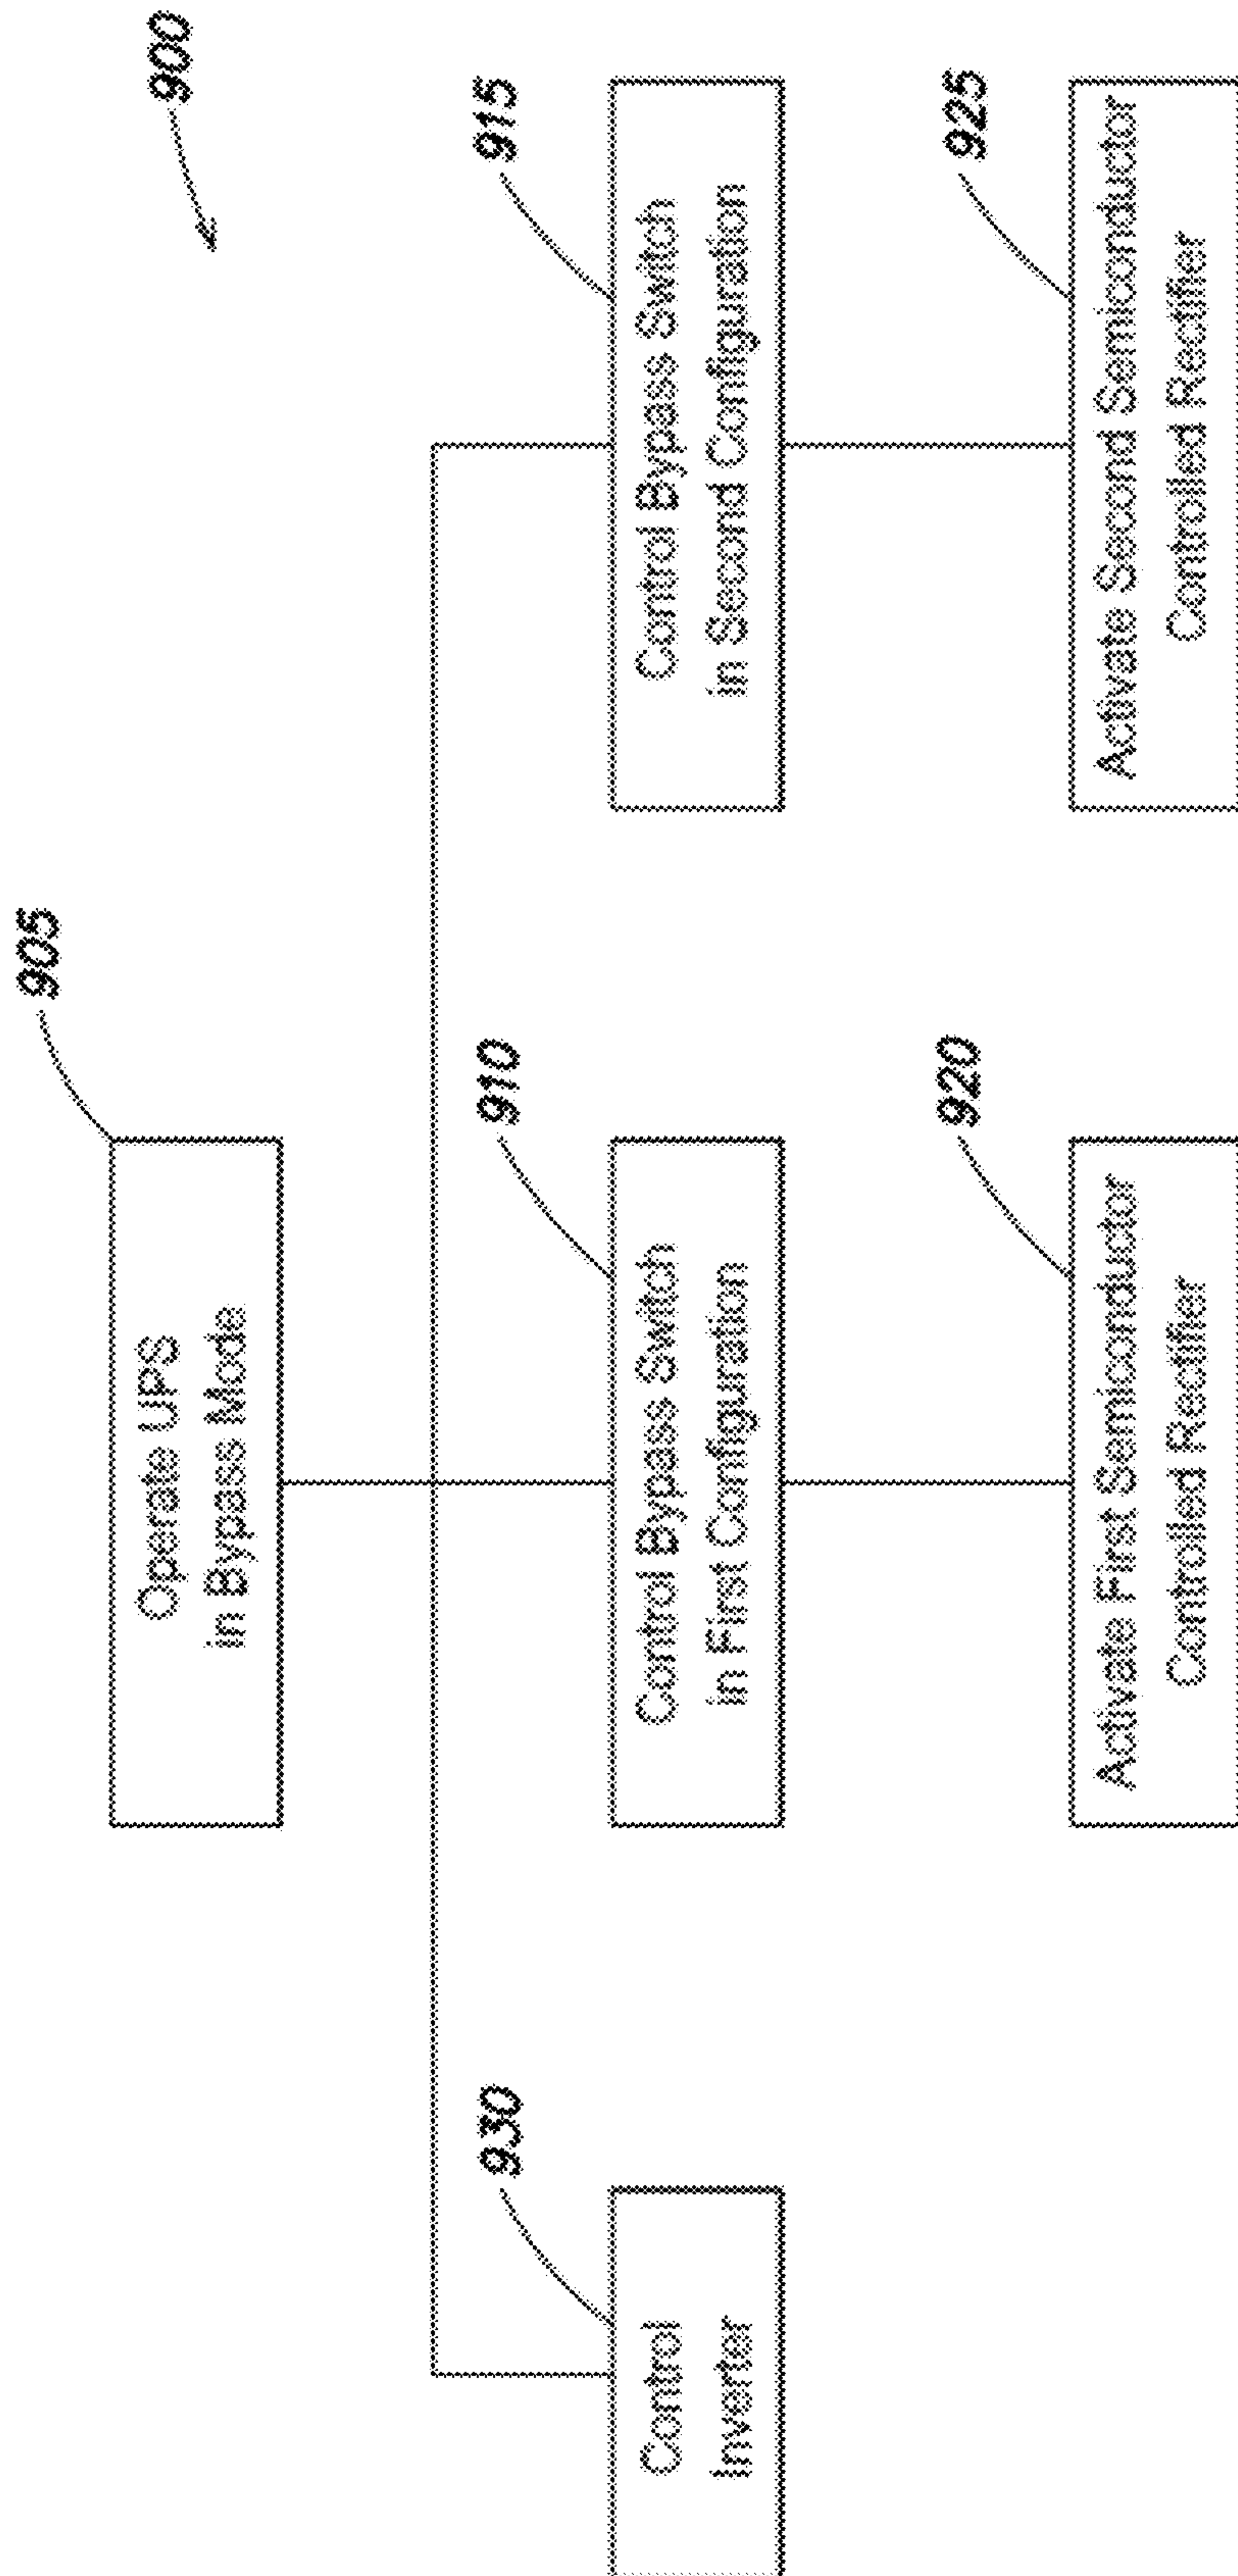 900
905
Operate UPS
in Bypass Mode
930
Control
Inverter
910
Control Bypass Switch
in First Configuration
915
Control Bypass Switch
in Second Configuration
920
Activate First Semiconductor
Controlled Rectifier
925
Activate Second Semiconductor
Controlled Rectifier